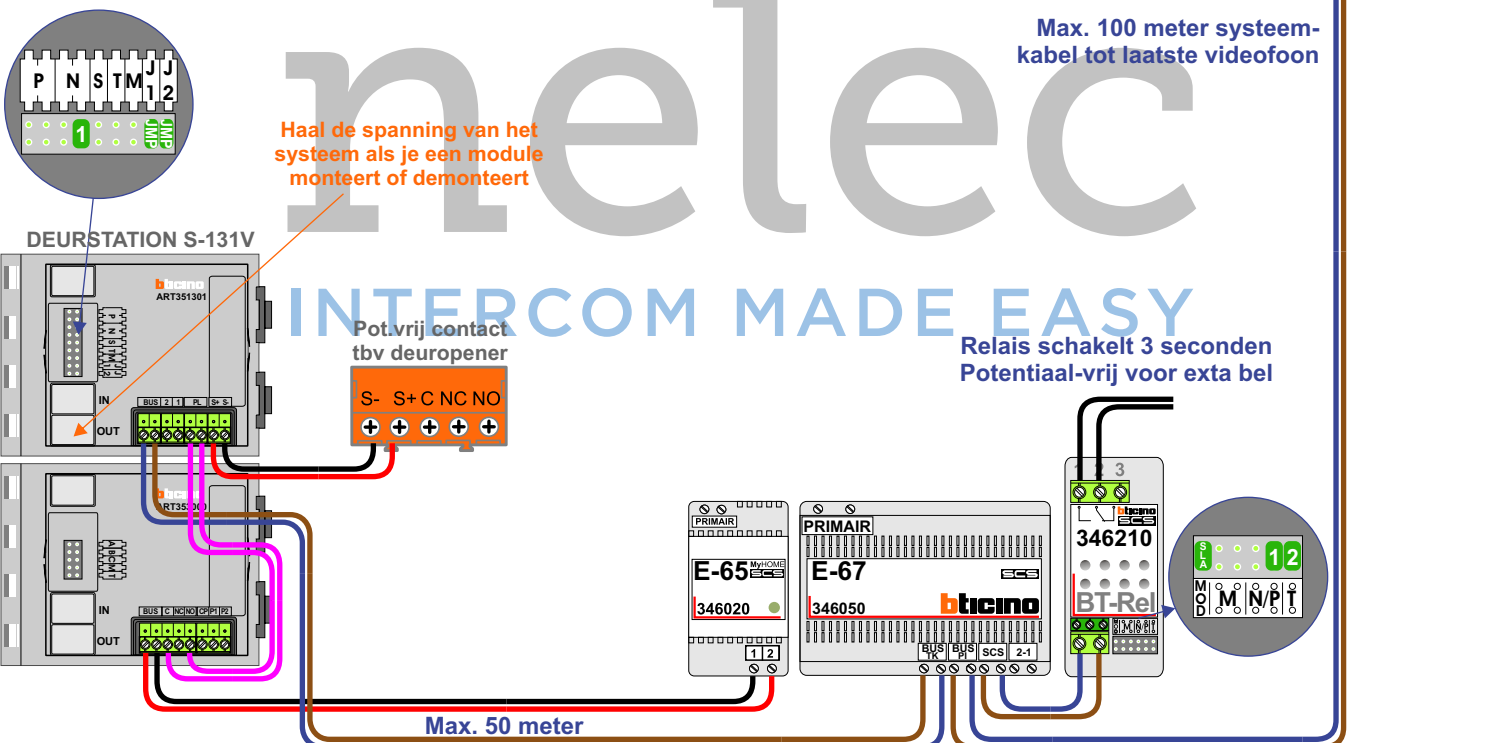 nelec
INTERCOM MADE EASY
Max. 100 meter systeem-
kabel tot laatste videofoon
P N S T M J1 J2
1 JMP JMP
Haal de spanning van het
systeem als je een module
monteert of demonteert
DEURSTATION S-131V
bticino
ART351301
P N S T M J1 J2
IN
OUT
BUS 2 1 PL S+ S-
Pot.vrij contact
tbv deuropener
S- S+ C NC NO
Relais schakelt 3 seconden
Potentiaal-vrij voor exta bel
bticino
IN
OUT
BUS C NC NO CP P1 P2
PRIMAIR
E-65 MyHOME SCS
346020
1 2
PRIMAIR
E-67 SCS
346050 bticino
BUS TK BUS PI SCS 2-1
1 2 3
bticino
SCS
346210
BT-Rel
MOD M N/P T
SLA 1 2
MOD M N/P T
Max. 50 meter